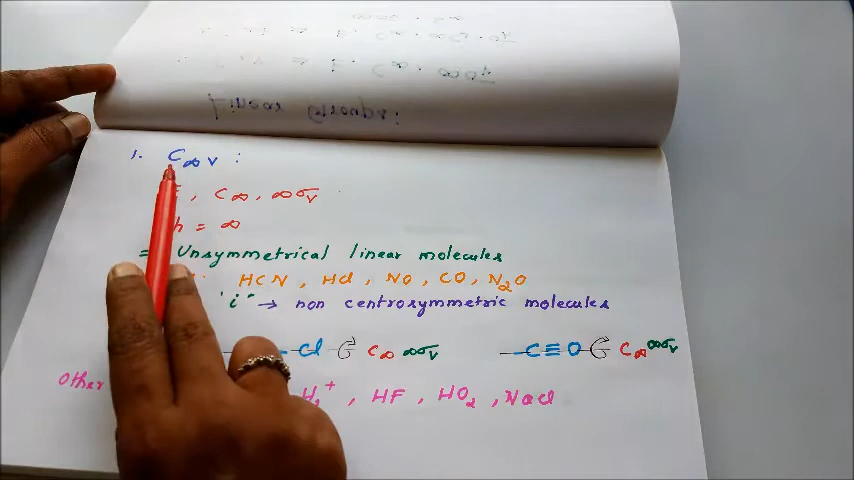 Linear Groups:
1. C∞v :
, C∞, ∞σv
h = ∞
= Unsymmetrical linear molecules
HCN, HCl, NO, CO, N2O
'i' → non centrosymmetric molecules
Cl C∞ ∞σv —C≡O C∞ ∞σv
Other , HF, HO2, NaCl